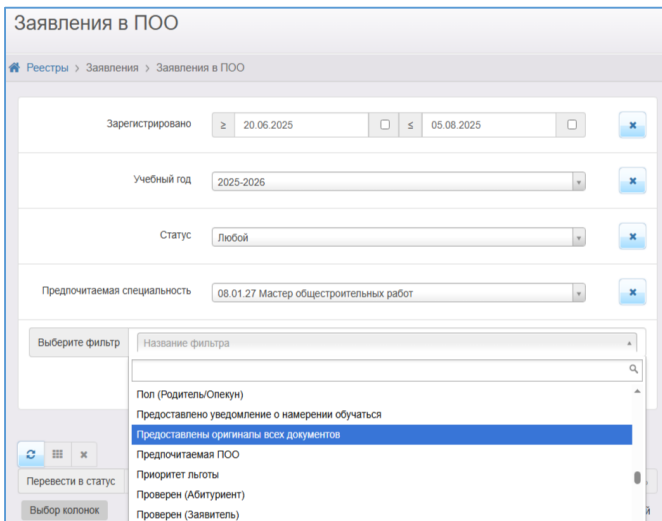 Заявления в ПОО
Реестры > Заявления > Заявления в ПОО
Зарегистрировано ≥ 20.06.2025 ≤ 05.08.2025
Учебный год 2025-2026
Статус Любой
Предпочитаемая специальность 08.01.27 Мастер общестроительных работ
Выберите фильтр Название фильтра
Пол (Родитель/Опекун)
Предоставлено уведомление о намерении обучаться
Предоставлены оригиналы всех документов
Предпочитаемая ПОО
Приоритет льготы
Перевести в статус Проверен (Абитуриент)
Выбор колонок Проверен (Заявитель)